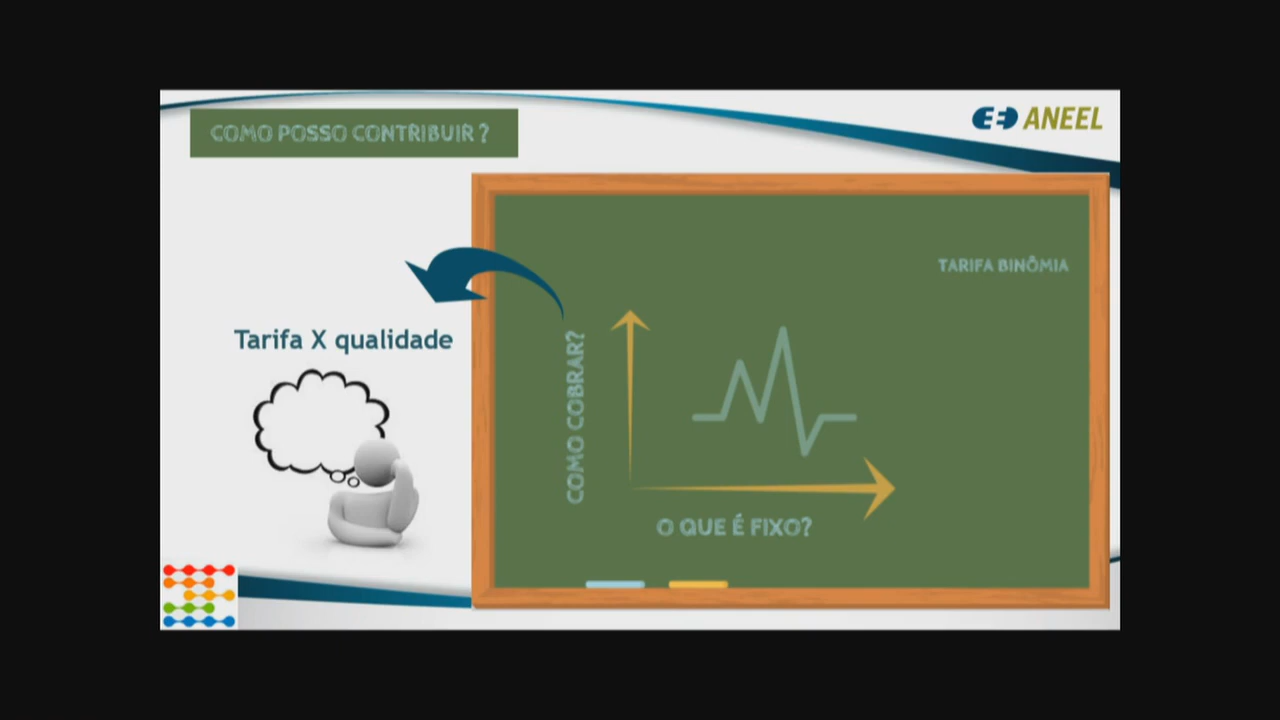 COMO POSSO CONTRIBUIR ?
ANEEL
TARIFA BINÔMIA
Tarifa X qualidade
COMO COBRAR?
O QUE É FIXO?